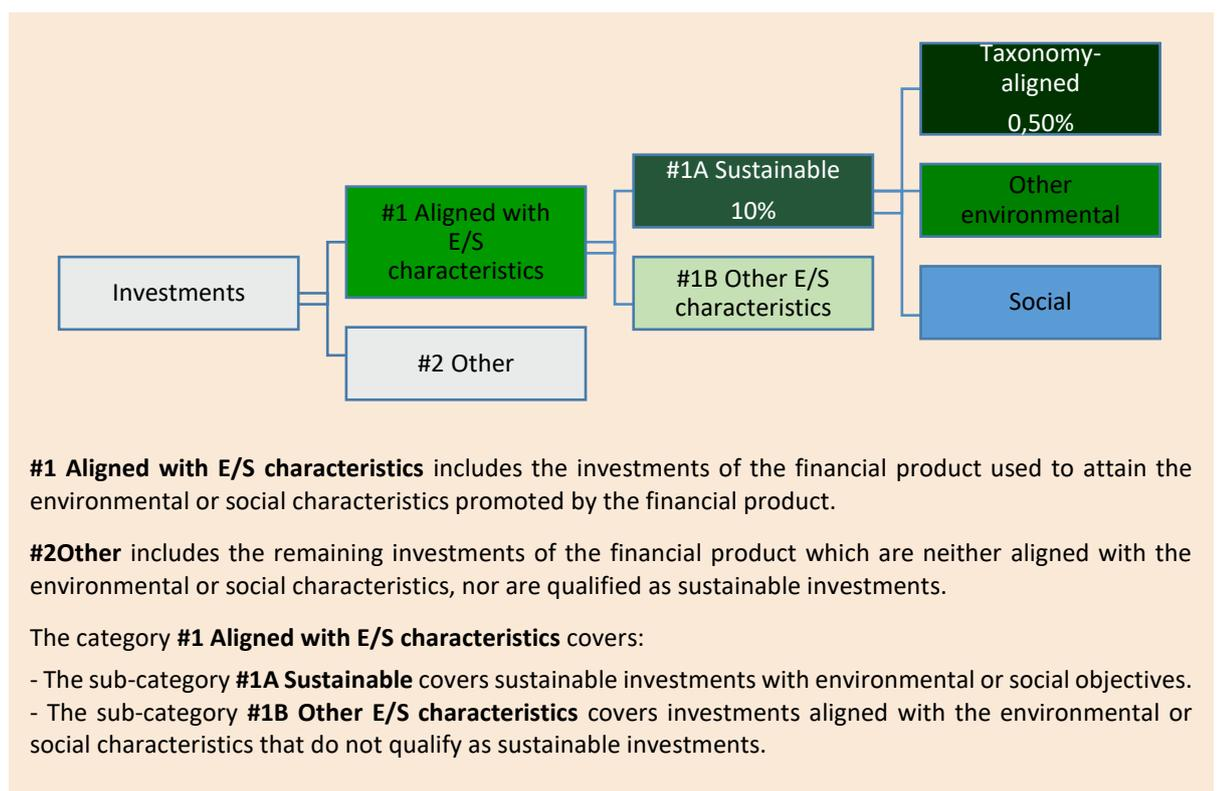 Taxonomy-
aligned
0,50%
#1A Sustainable
10%
Other
environmental
#1 Aligned with
E/S
characteristics
#1B Other E/S
characteristics
Investments
Social
#2 Other
#1 Aligned with E/S characteristics includes the investments of the financial product used to attain the
environmental or social characteristics promoted by the financial product.
#2Other includes the remaining investments of the financial product which are neither aligned with the
environmental or social characteristics, nor are qualified as sustainable investments.
The category #1 Aligned with E/S characteristics covers:
- The sub-category #1A Sustainable covers sustainable investments with environmental or social objectives.
- The sub-category #1B Other E/S characteristics covers investments aligned with the environmental or
social characteristics that do not qualify as sustainable investments.